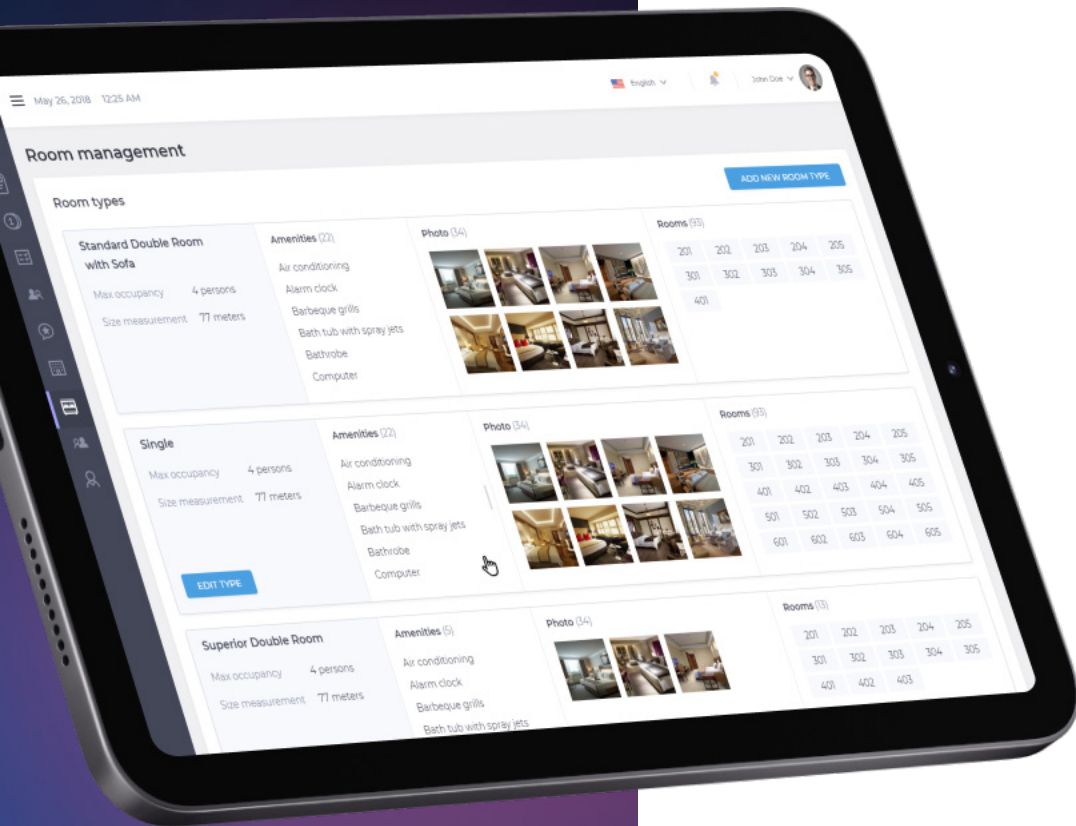 May 26, 2018 12:25 AM
English
John Doe
Room management
Room types
ADD NEW ROOM TYPE
Standard Double Room
with Sofa
Max occupancy 4 persons
Size measurement 77 meters
Amenities (22)
Air conditioning
Alarm clock
Barbeque grills
Bath tub with spray jets
Bathrobe
Computer
Photo (34)
Rooms (93)
201 202 203 204 205
301 302 303 304 305
401
Single
Max occupancy 4 persons
Size measurement 77 meters
EDIT TYPE
Amenities (22)
Air conditioning
Alarm clock
Barbeque grills
Bath tub with spray jets
Bathrobe
Computer
Photo (34)
Rooms (93)
201 202 203 204 205
301 302 303 304 305
401 402 403 404 405
501 502 503 504 505
601 602 603 604 605
Superior Double Room
Max occupancy 4 persons
Size measurement 77 meters
Amenities (5)
Air conditioning
Alarm clock
Barbeque grills
Bath tub with spray jets
Photo (34)
Rooms (13)
201 202 203 204 205
301 302 303 304 305
401 402 403